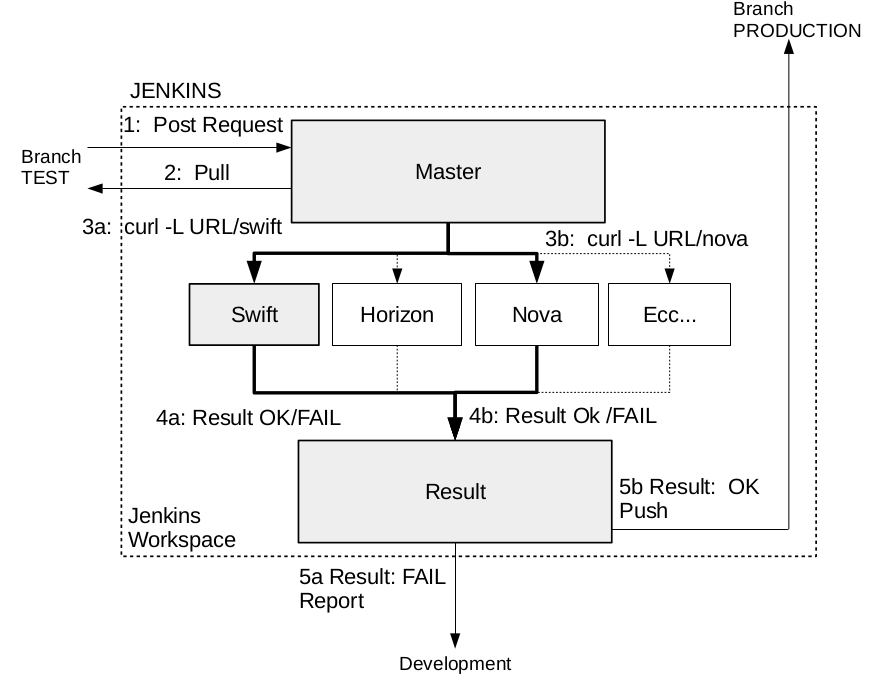 Branch
PRODUCTION
JENKINS
1:  Post Request
Branch
TEST
2:  Pull
Master
3a:  curl -L URL/swift
3b:  curl -L URL/nova
Swift
Horizon
Nova
Ecc...
4a: Result OK/FAIL
4b: Result Ok /FAIL
Result
5b Result:  OK
Push
Jenkins
Workspace
5a Result: FAIL
Report
Development